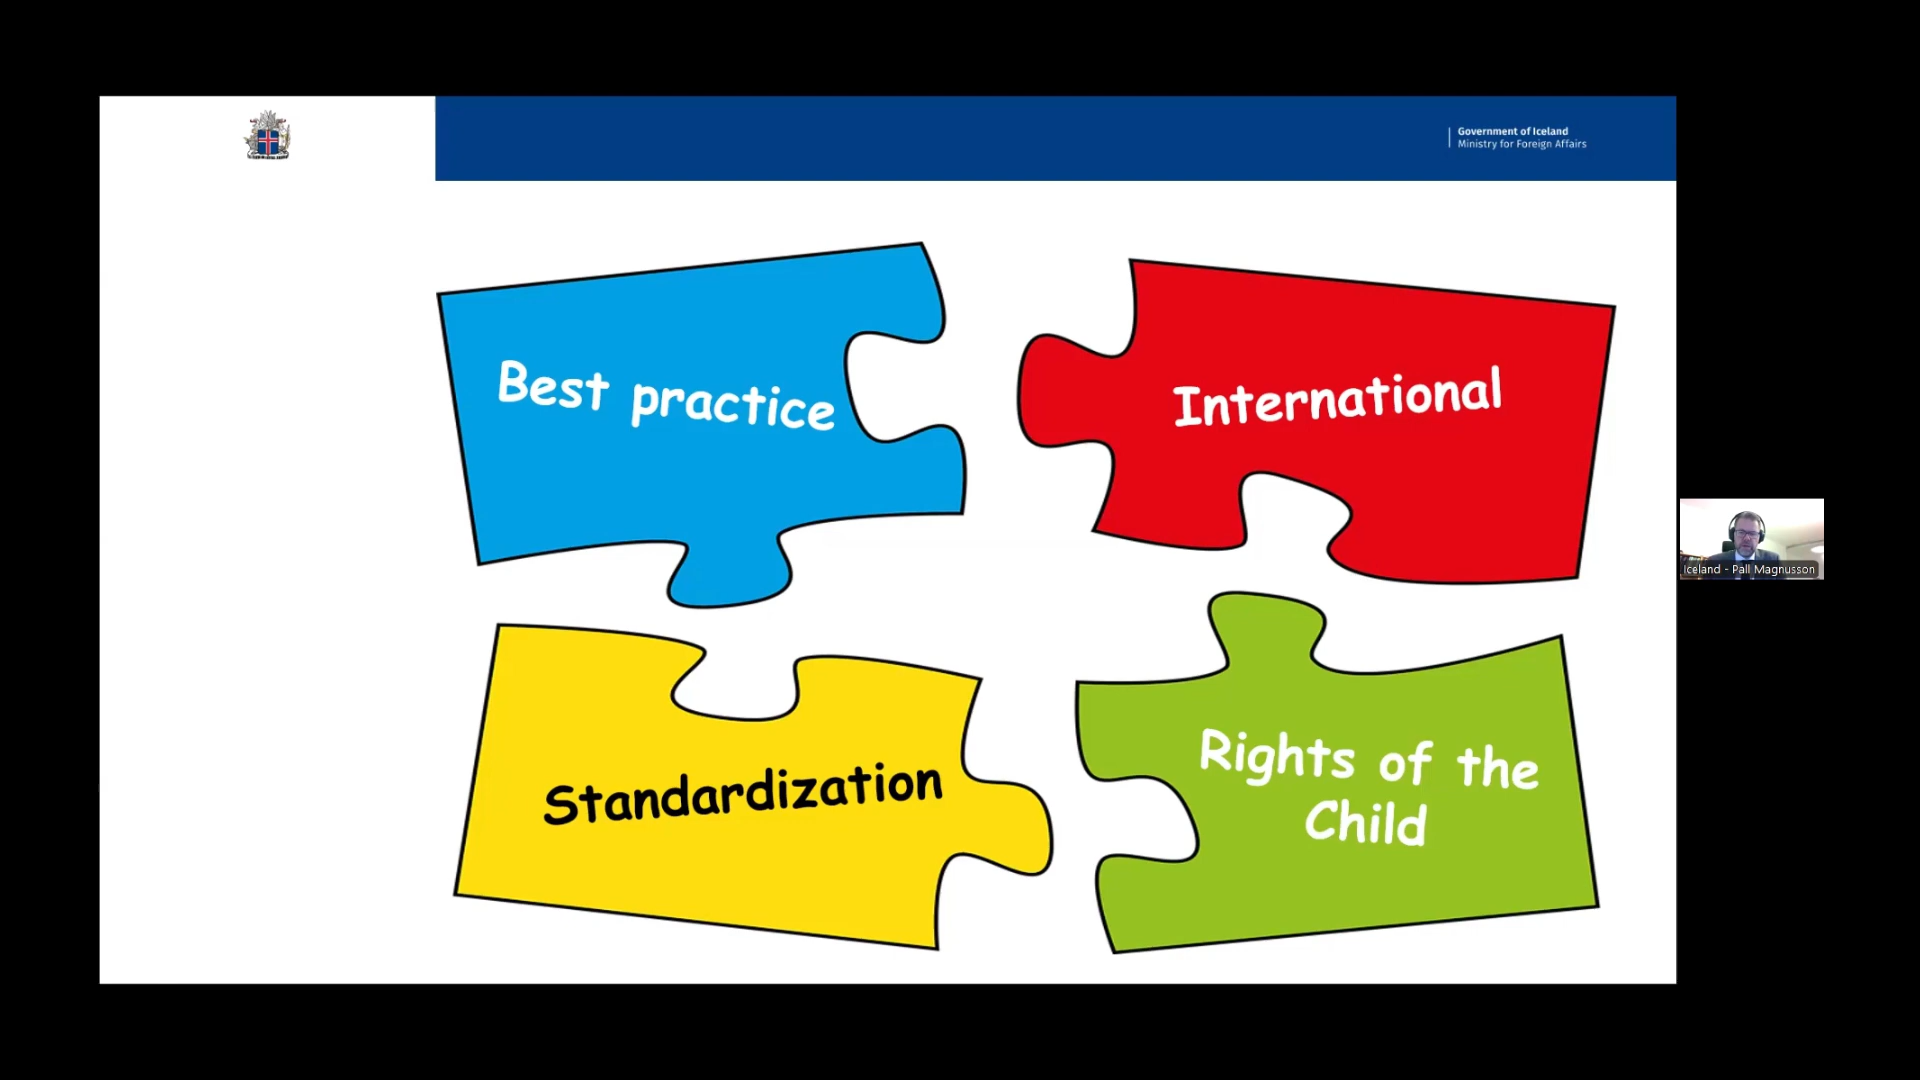 Government of Iceland
Ministry for Foreign Affairs
Best practice
International
Standardization
Rights of the
Child
Iceland - Pall Magnusson